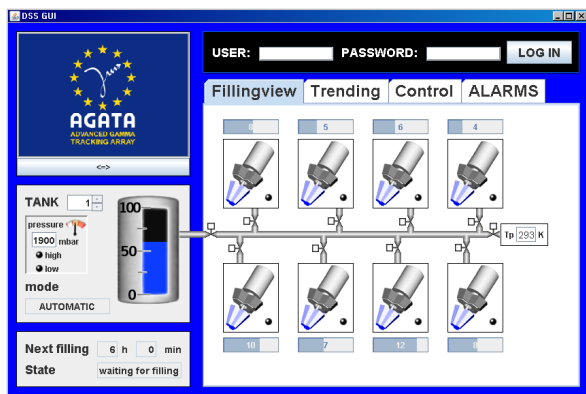 DSS GUI
USER: PASSWORD: LOG IN
AGATA
ADVANCED GAMMA
TRACKING ARRAY
<=>
Fillingview Trending Control ALARMS
5 6 4
TANK 1
pressure
1900 mbar
high
low
mode
AUTOMATIC
100
50
0
Tp 293 K
10 7 12 8
Next filling 6 h 0 min
State waiting for filling